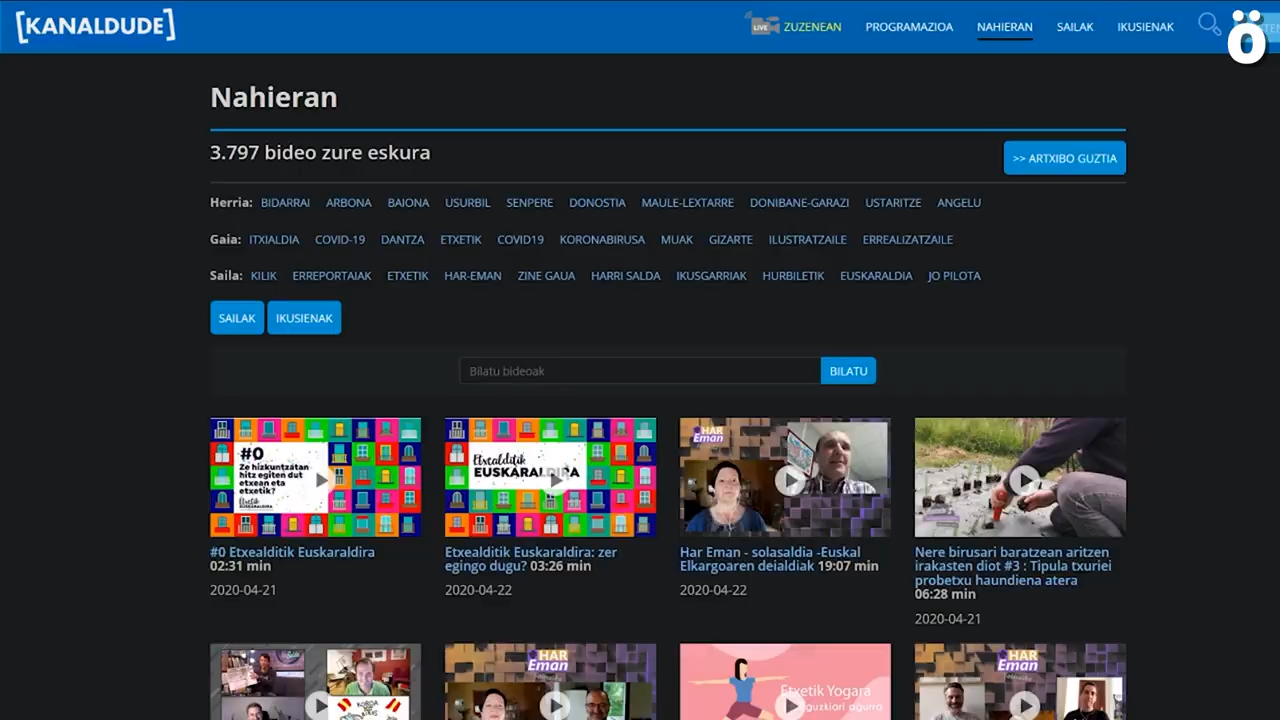 [KANALDUDE]
LIVE ZUZENEAN PROGRAMAZIOA NAHIERAN SAILAK IKUSIENAK
ö
Nahieran
3.797 bideo zure eskura
>> ARTXIBO GUZTIA
Herria: BIDARRAI ARBONA BAIONA USURBIL SENPERE DONOSTIA MAULE-LEXTARRE DONIBANE-GARAZI USTARITZE ANGELU
Gaia: ITXIALDIA COVID-19 DANTZA ETXETIK COVID19 KORONABIRUSA MUAK GIZARTE ILUSTRATZAILE ERREALIZATZAILE
Saila: KILIK ERREPORTAIAK ETXETIK HAR-EMAN ZINE GAUA HARRI SALDA IKUSGARRIAK HURBILETIK EUSKARALDIA JO PILOTA
SAILAK IKUSIENAK
Bilatu bideoak BILATU
#0
Ze hizkuntzatan
hitz egiten dut
etxean eta
etxetik?
Etxetik
EUSKARALDIRA
Etxealditik
EUSKARALDIRA
HAR
Eman
#0 Etxealditik Euskaraldira
02:31 min
2020-04-21
Etxealditik Euskaraldira: zer
egingo dugu? 03:26 min
2020-04-22
Har Eman - solasaldia -Euskal
Elkargoaren deialdiak 19:07 min
2020-04-22
Nere birusari baratzean aritzen
irakasten diot #3 : Tipula txuriei
probetxu haundiena atera
06:28 min
2020-04-21
HAR
Eman
Etxetik Yogara
guzkiari agurra
HAR
Eman